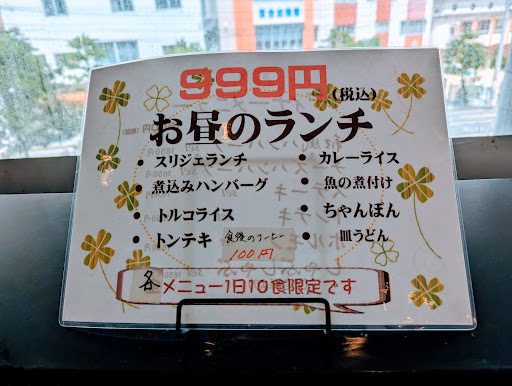 999円
(税込)
お昼のランチ
・スリジェランチ
・煮込みハンバーグ
・トルコライス
・トンテキ
・カレーライス
・魚の煮付け
・ちゃんぽん
・皿うどん
食後のコーヒー
100円
各メニュー1日10食限定です